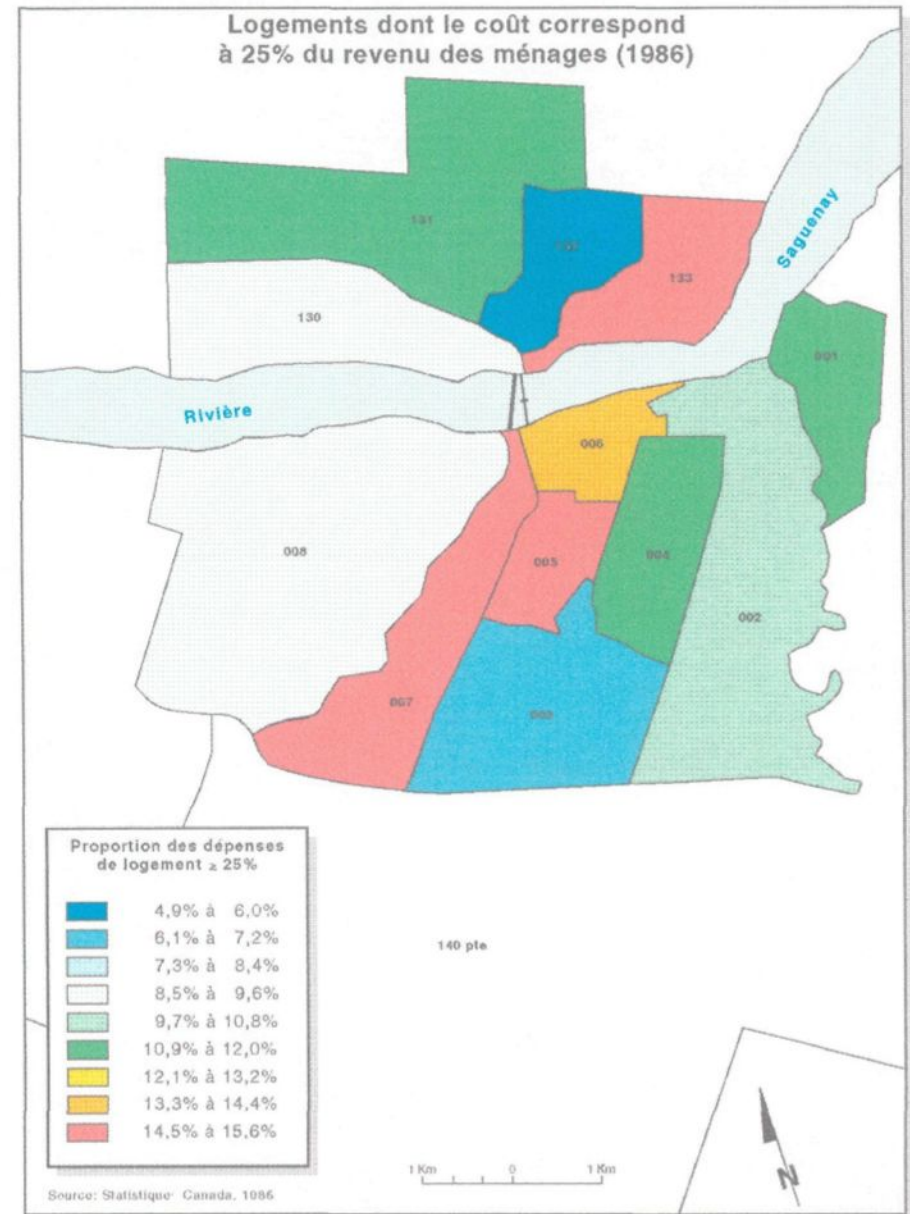 Logements dont le coût correspond
à 25% du revenu des ménages (1986)
Saguenay
131
132
133
130
001
Rivière
006
008
005
004
002
007
003
Proportion des dépenses
de logement ≥ 25%
4,9% à 6,0%
6,1% à 7,2%
7,3% à 8,4%
8,5% à 9,6%
9,7% à 10,8%
10,9% à 12,0%
12,1% à 13,2%
13,3% à 14,4%
14,5% à 15,6%
140 pte
1 Km 0 1 Km
N
Source: Statistique Canada, 1986